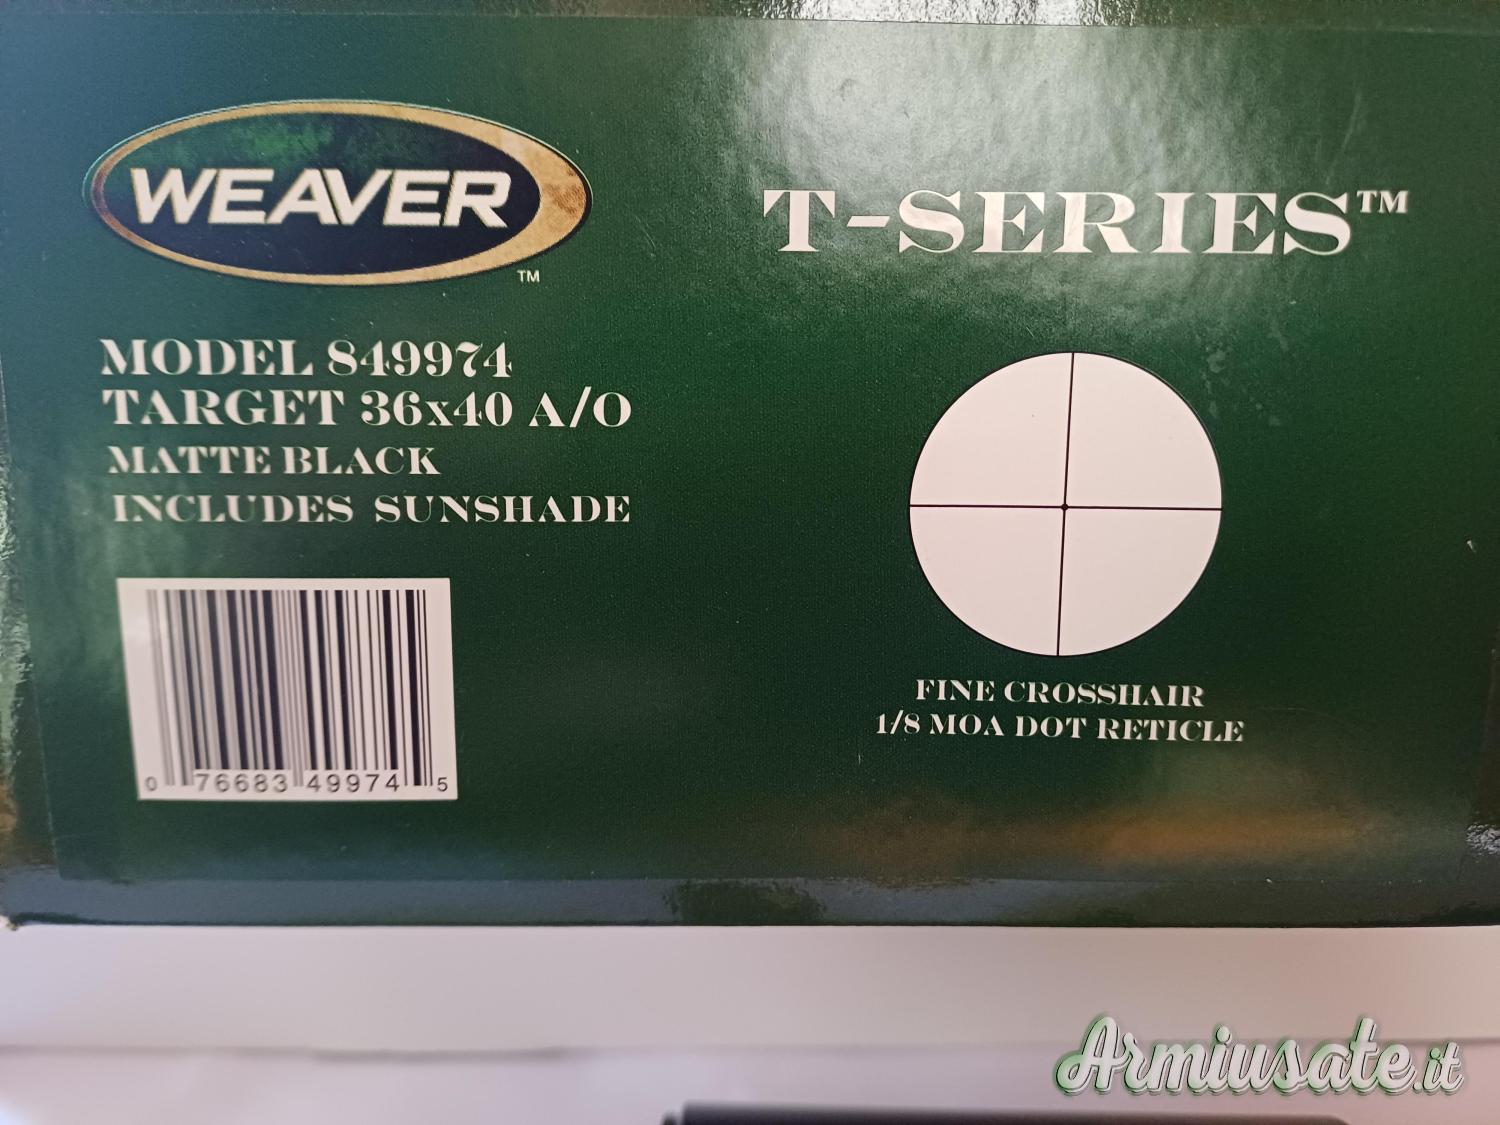 WEAVER
TM
T-SERIES™
MODEL 849974
TARGET 36x40 A/O
MATTE BLACK
INCLUDES SUNSHADE
0 76683 49974 5
FINE CROSSHAIR
1/8 MOA DOT RETICLE
Armiusate.it